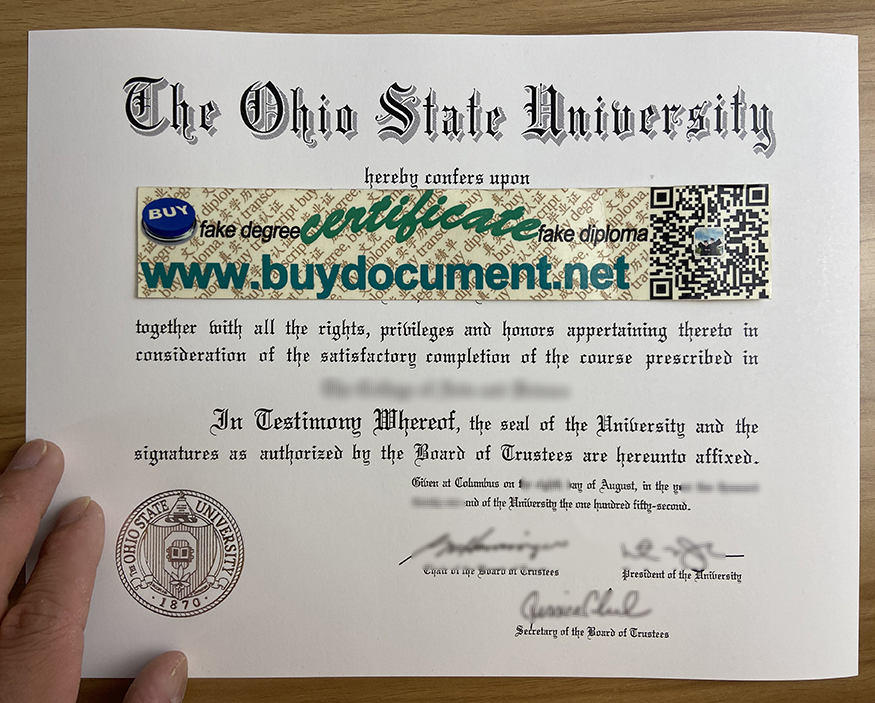 The Ohio State University
hereby confers upon
BUY
fake degree certificate fake diploma
www.buydocument.net
together with all the rights, privileges and honors appertaining thereto in
consideration of the satisfactory completion of the course prescribed in
In Testimony Whereof, the seal of the University and the
signatures as authorized by the Board of Trustees are hereunto affixed.
Given at Columbus on ay of August, in the
nd of the University the one hundred fifty-second.
THE OHIO STATE UNIVERSITY
1870
Chair of the Board of Trustees
President of the University
Secretary of the Board of Trustees